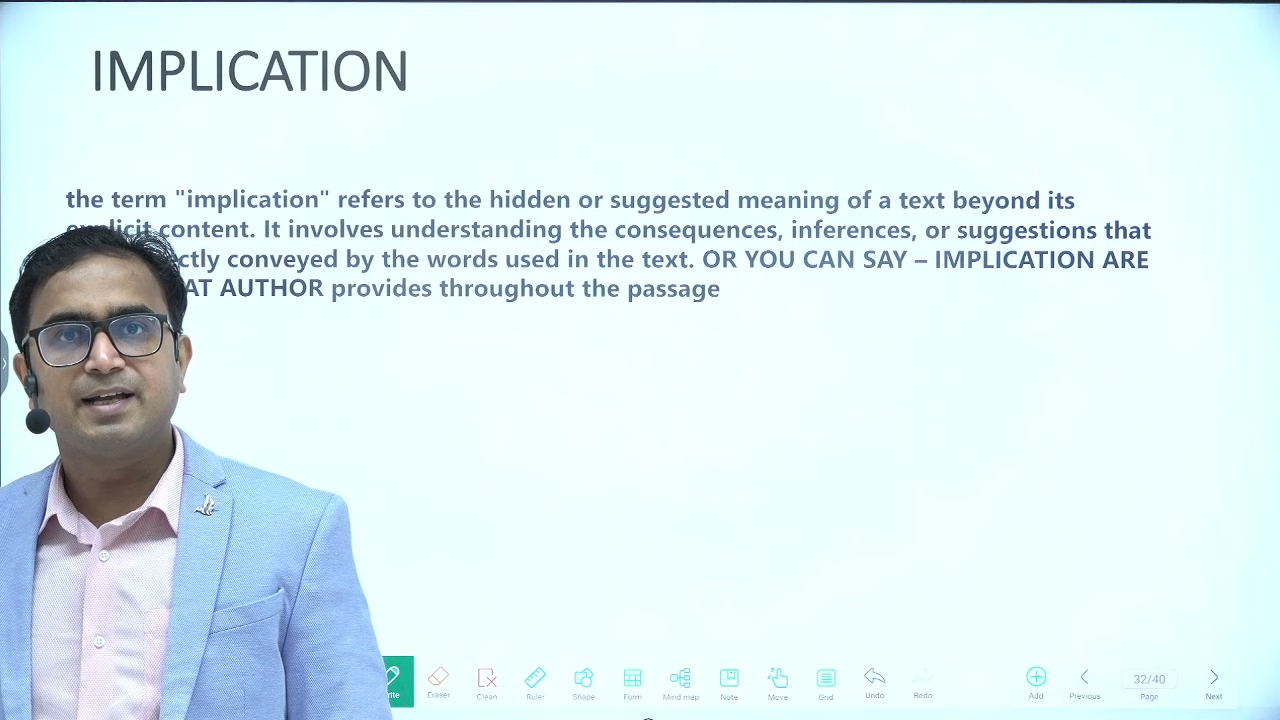 IMPLICATION
the term "implication" refers to the hidden or suggested meaning of a text beyond its
explicit content. It involves understanding the consequences, inferences, or suggestions that
conveyed by the words used in the text. OR YOU CAN SAY – IMPLICATION ARE
AUTHOR provides throughout the passage
Eraser
Clean
Ruler
Shape
Form
Mind map
Note
Move
Grid
Undo
Redo
Add
Previous
32/40
Page
Next